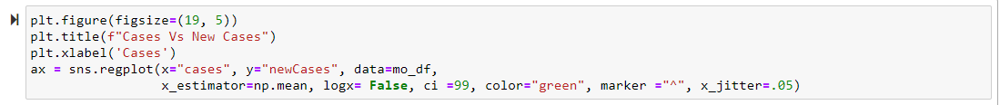 plt.figure(figsize=(19, 5))
plt.title(f"Cases Vs New Cases")
plt.xlabel('Cases')
ax = sns.regplot(x="cases", y="newCases", data=mo_df,
                 x_estimator=np.mean, logx= False, ci =99, color="green", marker ="^", x_jitter=.05)